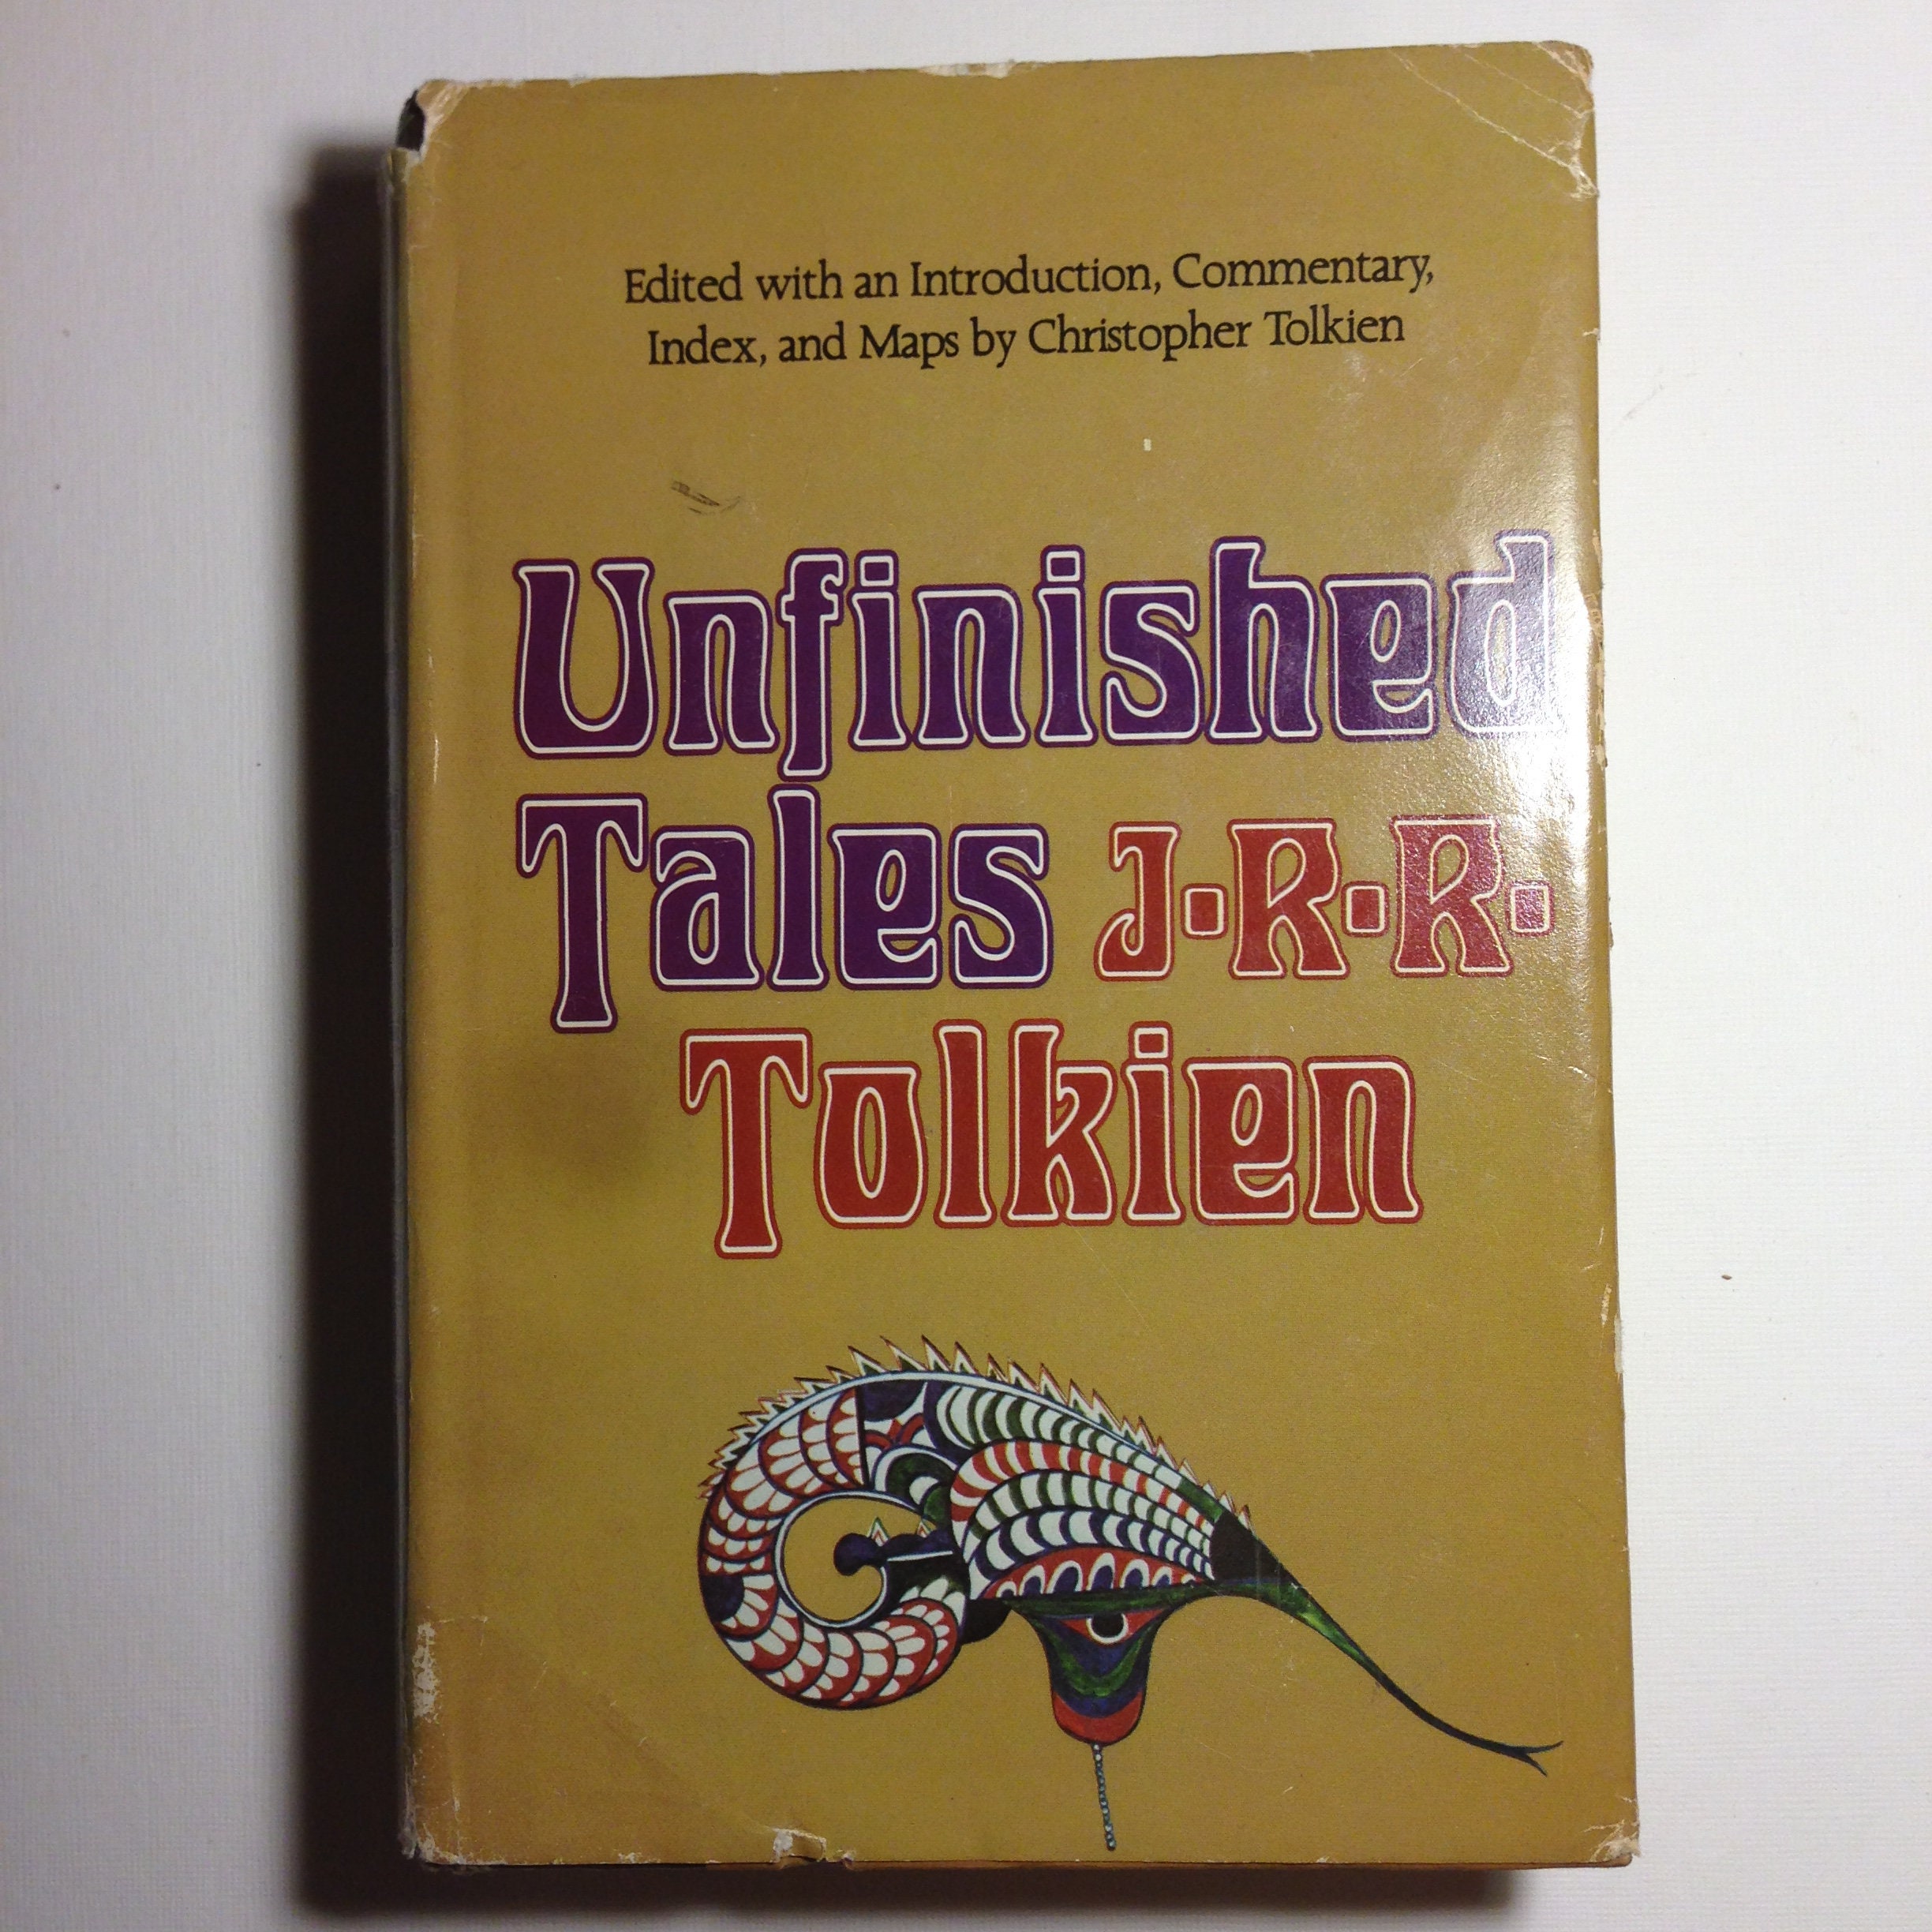 Edited with an Introduction, Commentary,
Index, and Maps by Christopher Tolkien
Unfinished
Tales J·R·R·
Tolkien